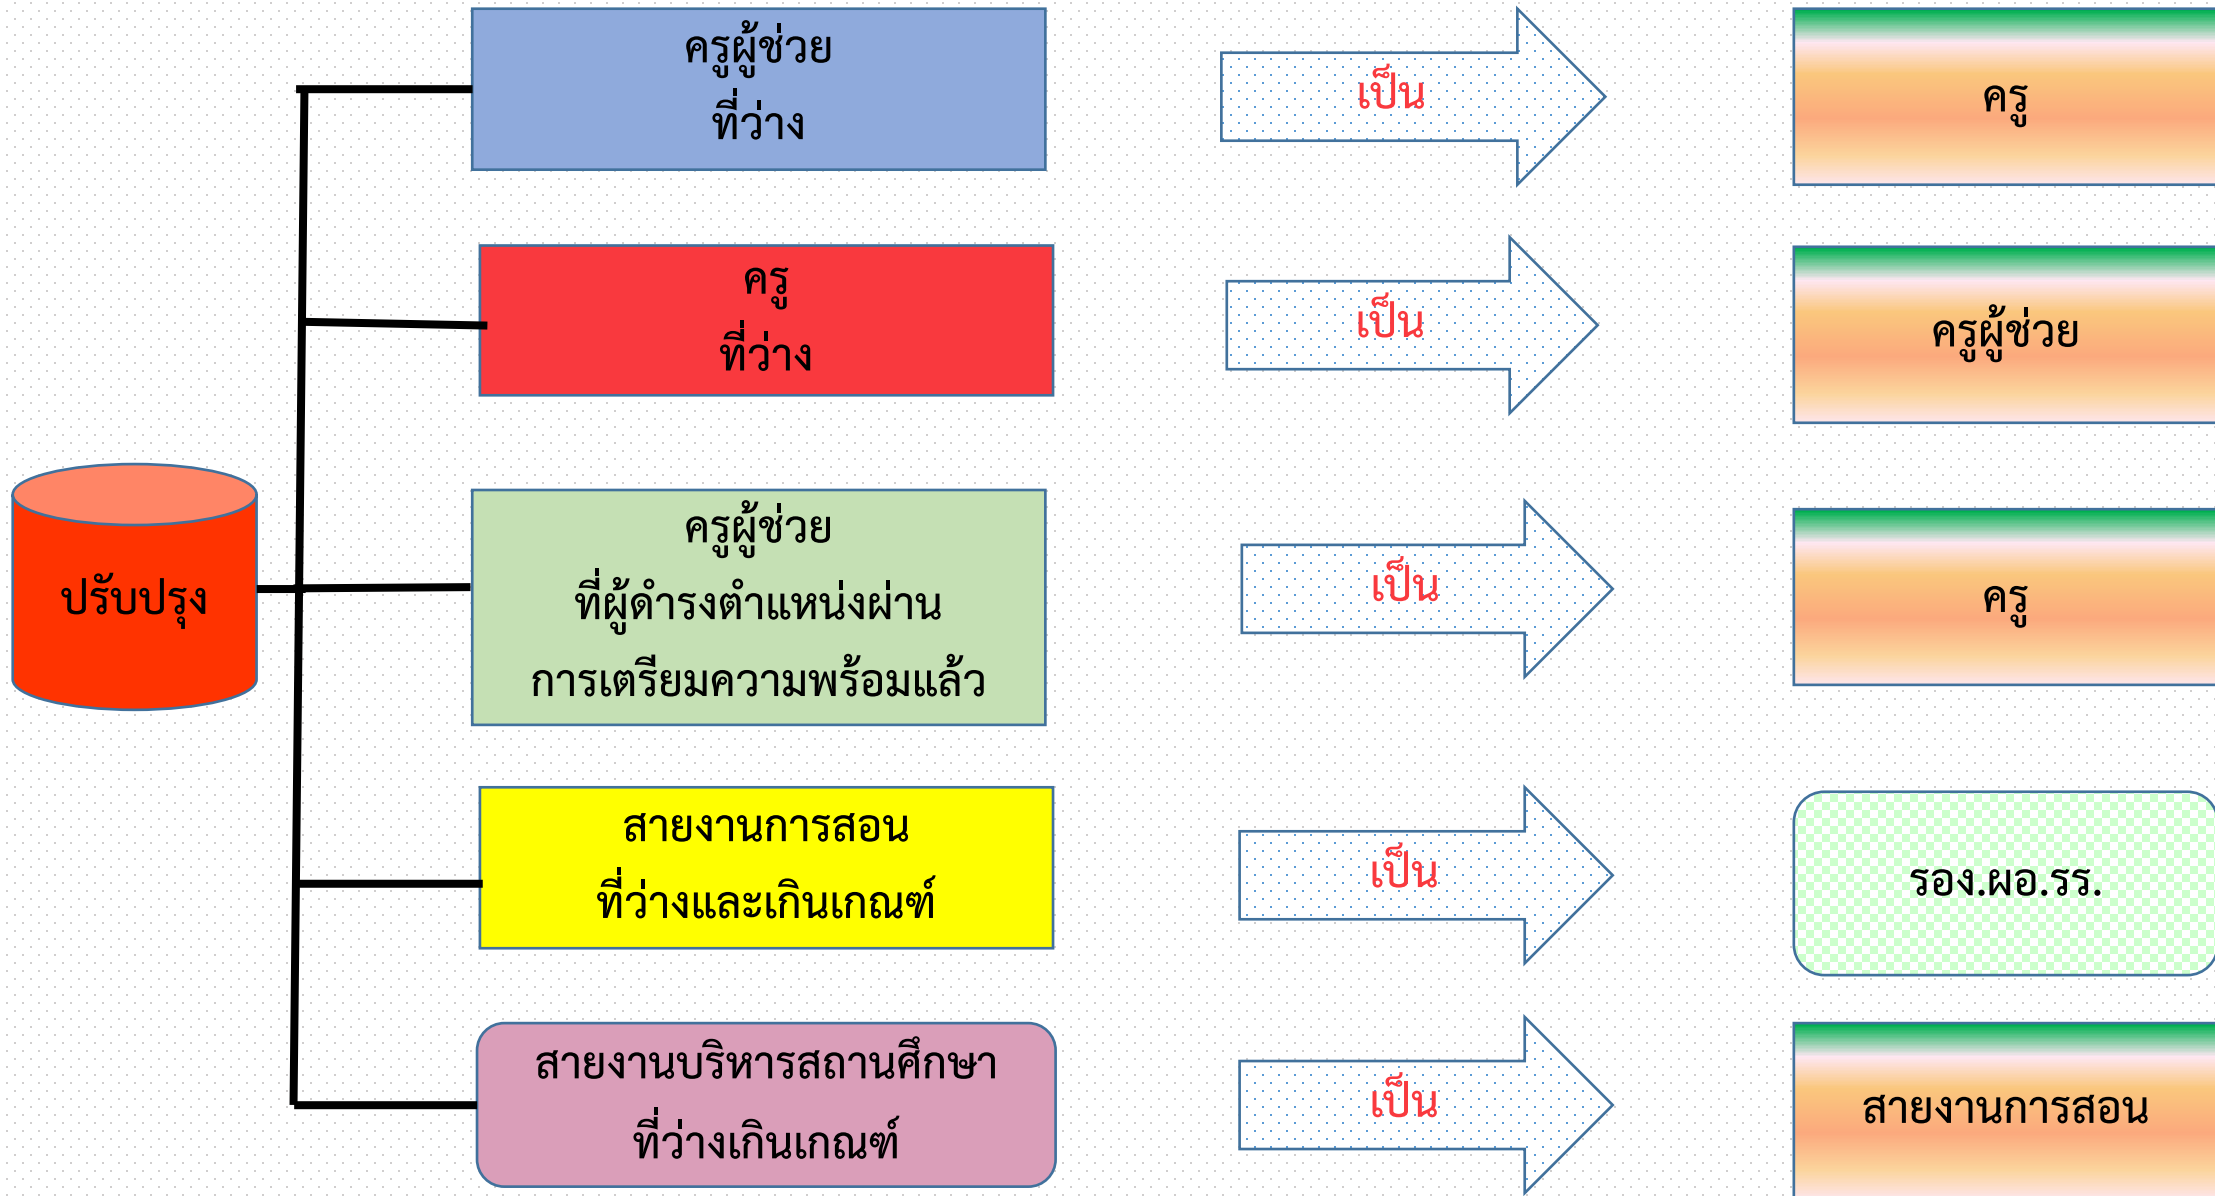 ครูผู้ช่วย
ที่ว่าง
เป็น
ครู
ครู
ที่ว่าง
เป็น
ครูผู้ช่วย
ปรับปรุง
ครูผู้ช่วย
ที่ผู้ดำรงตำแหน่งผ่าน
การเตรียมความพร้อมแล้ว
เป็น
ครู
สายงานการสอน
ที่ว่างและเกินเกณฑ์
เป็น
รอง.ผอ.รร.
สายงานบริหารสถานศึกษา
ที่ว่างเกินเกณฑ์
เป็น
สายงานการสอน